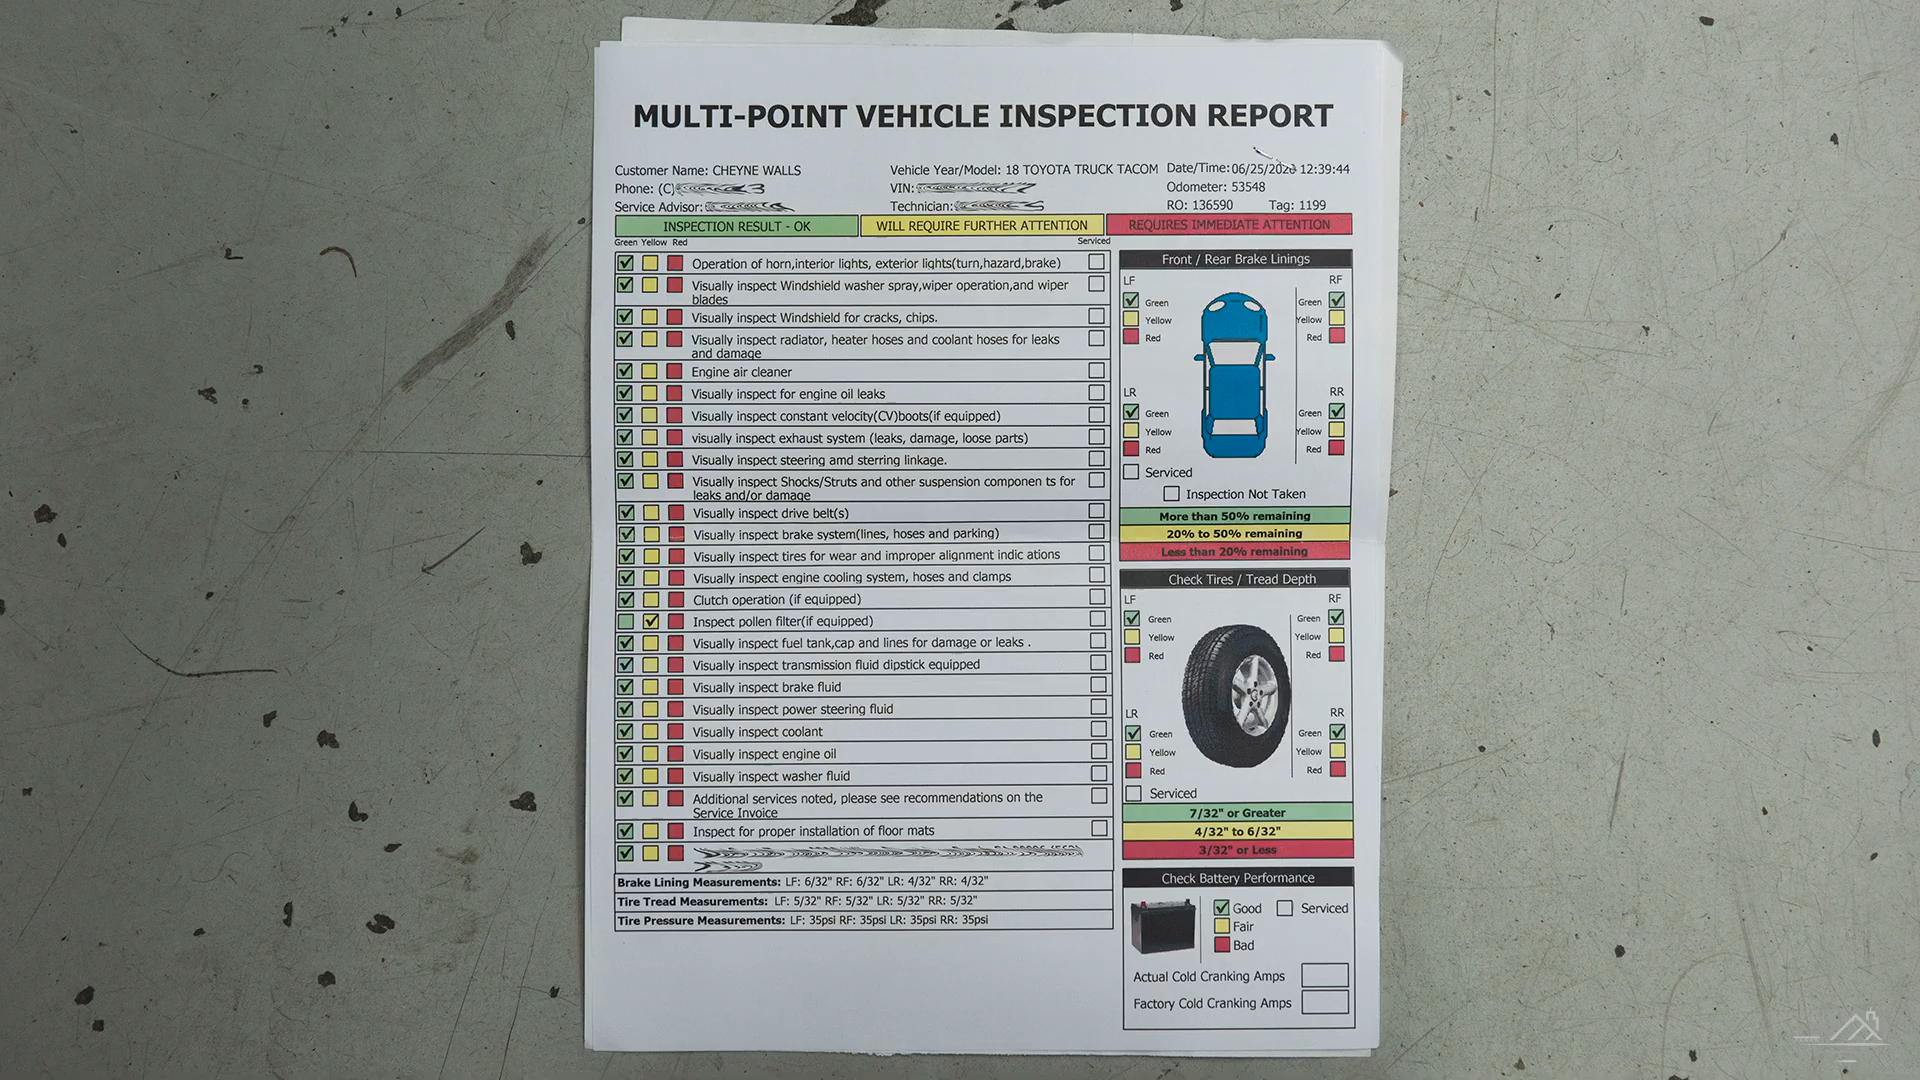 MULTI-POINT VEHICLE INSPECTION REPORT
Customer Name: CHEYNE WALLS
Vehicle Year/Model: 18 TOYOTA TRUCK TACOM
Date/Time: 06/25/2020 12:39:44
Phone: (C) 3
VIN:
Odometer: 53548
Service Advisor:
Technician:
RO: 136590 Tag: 1199
INSPECTION RESULT - OK
WILL REQUIRE FURTHER ATTENTION
REQUIRES IMMEDIATE ATTENTION
Green Yellow Red
Serviced
Operation of horn,interior lights, exterior lights(turn,hazard,brake)
Visually inspect Windshield washer spray,wiper operation,and wiper
blades
Visually inspect Windshield for cracks, chips.
Visually inspect radiator, heater hoses and coolant hoses for leaks
and damage
Engine air cleaner
Visually inspect for engine oil leaks
Visually inspect constant velocity(CV)boots(if equipped)
visually inspect exhaust system (leaks, damage, loose parts)
Visually inspect steering amd sterring linkage.
Visually inspect Shocks/Struts and other suspension componen ts for
leaks and/or damage
Visually inspect drive belt(s)
Visually inspect brake system(lines, hoses and parking)
Visually inspect tires for wear and improper alignment indic ations
Visually inspect engine cooling system, hoses and clamps
Clutch operation (if equipped)
Inspect pollen filter(if equipped)
Visually inspect fuel tank,cap and lines for damage or leaks .
Visually inspect transmission fluid dipstick equipped
Visually inspect brake fluid
Visually inspect power steering fluid
Visually inspect coolant
Visually inspect engine oil
Visually inspect washer fluid
Additional services noted, please see recommendations on the
Service Invoice
Inspect for proper installation of floor mats
Brake Lining Measurements: LF: 6/32" RF: 6/32" LR: 4/32" RR: 4/32"
Tire Tread Measurements: LF: 5/32" RF: 5/32" LR: 5/32" RR: 5/32"
Tire Pressure Measurements: LF: 35psi RF: 35psi LR: 35psi RR: 35psi
Front / Rear Brake Linings
LF RF
Green Green
Yellow Yellow
Red Red
LR RR
Green Green
Yellow Yellow
Red Red
Serviced
Inspection Not Taken
More than 50% remaining
20% to 50% remaining
Less than 20% remaining
Check Tires / Tread Depth
LF RF
Green Green
Yellow Yellow
Red Red
LR RR
Green Green
Yellow Yellow
Red Red
Serviced
7/32" or Greater
4/32" to 6/32"
3/32" or Less
Check Battery Performance
Good Serviced
Fair
Bad
Actual Cold Cranking Amps
Factory Cold Cranking Amps